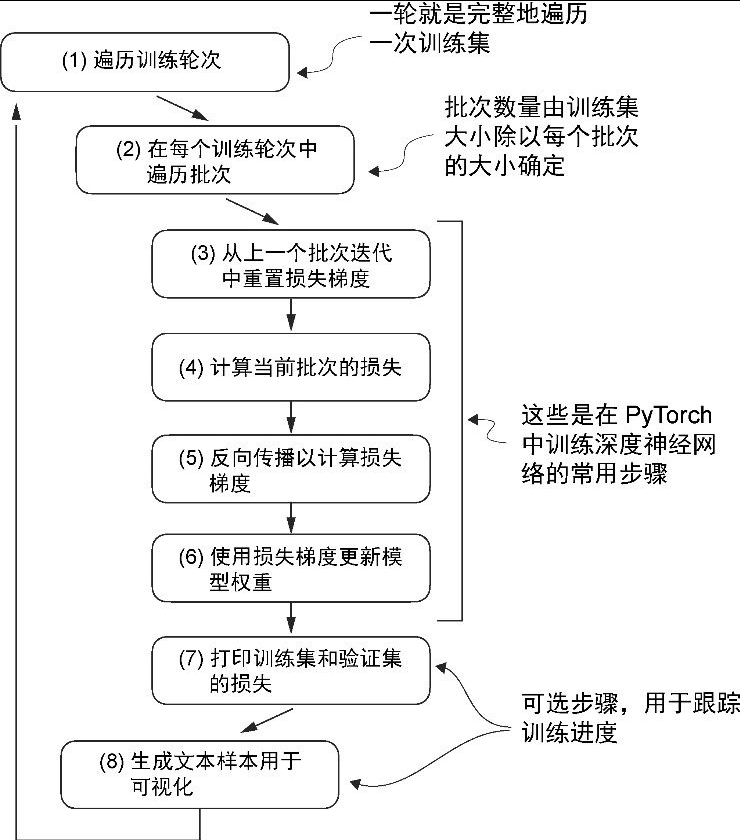 一轮就是完整地遍历
一次训练集
(1) 遍历训练轮次
批次数量由训练集
大小除以每个批次
的大小确定
(2) 在每个训练轮次中
遍历批次
(3) 从上一个批次迭代
中重置损失梯度
(4) 计算当前批次的损失
这些是在 PyTorch
中训练深度神经网
络的常用步骤
(5) 反向传播以计算损失
梯度
(6) 使用损失梯度更新模
型权重
(7) 打印训练集和验证集
的损失
可选步骤，用于跟踪
训练进度
(8) 生成文本样本用于
可视化